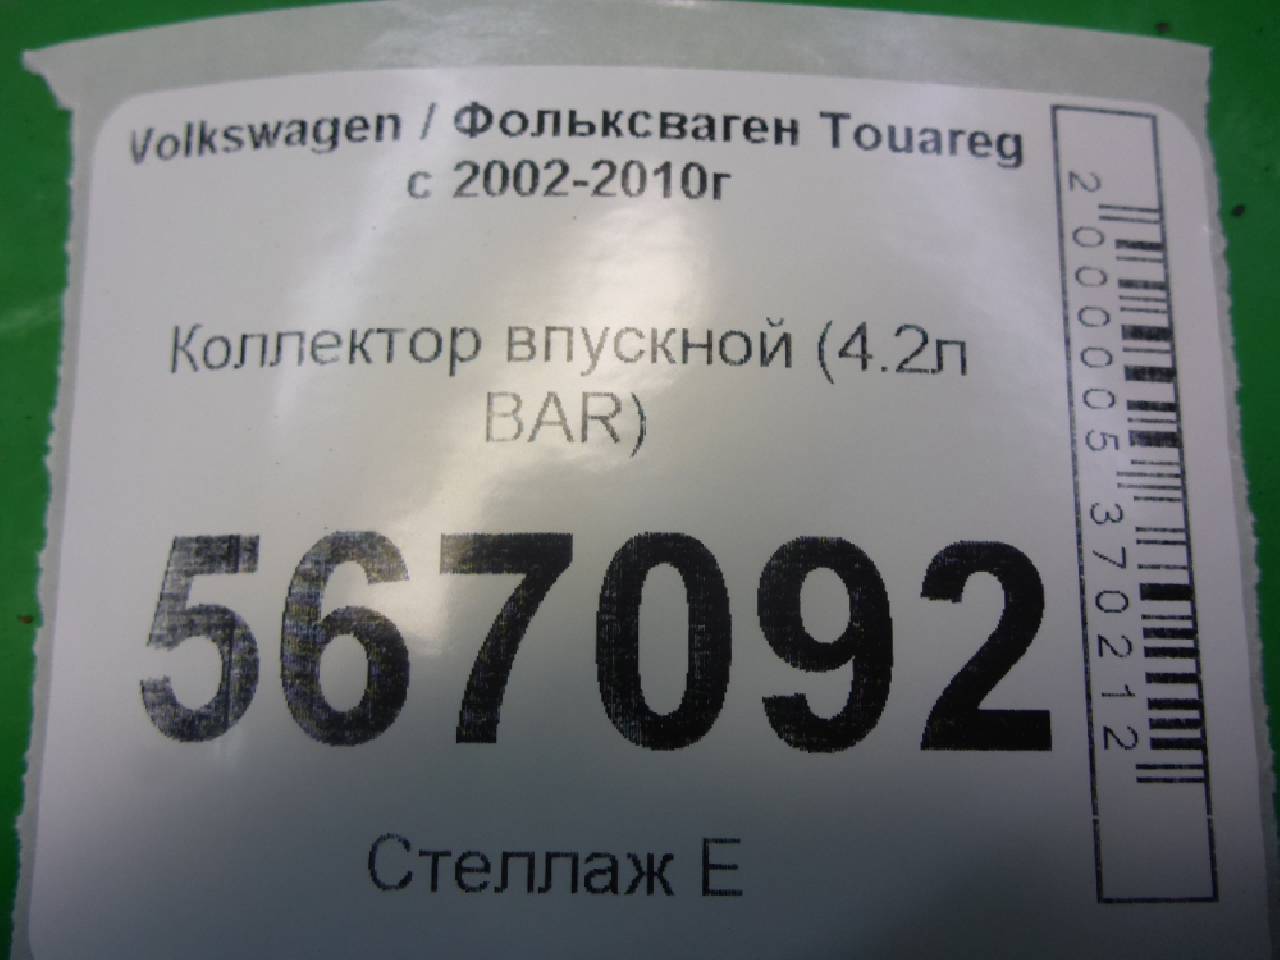 Volkswagen / Фольксваген Touareg
с 2002-2010г
Коллектор впускной (4.2л
BAR)
567092
Стеллаж Е
2000005370212